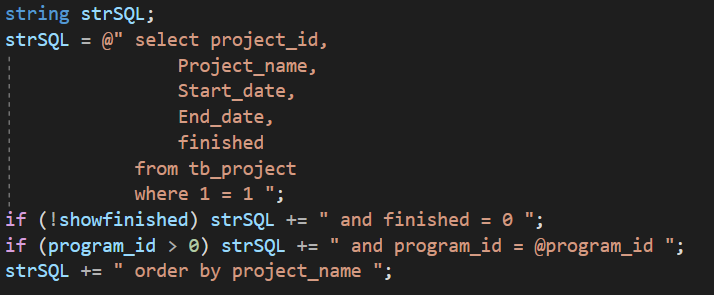 string strSQL;
strSQL = @" select project_id,
Project_name,
Start_date,
End_date,
finished
from tb_project
where 1 = 1 ";
if (!showfinished) strSQL += " and finished = 0 ";
if (program_id > 0) strSQL += " and program_id = @program_id ";
strSQL += " order by project_name ";